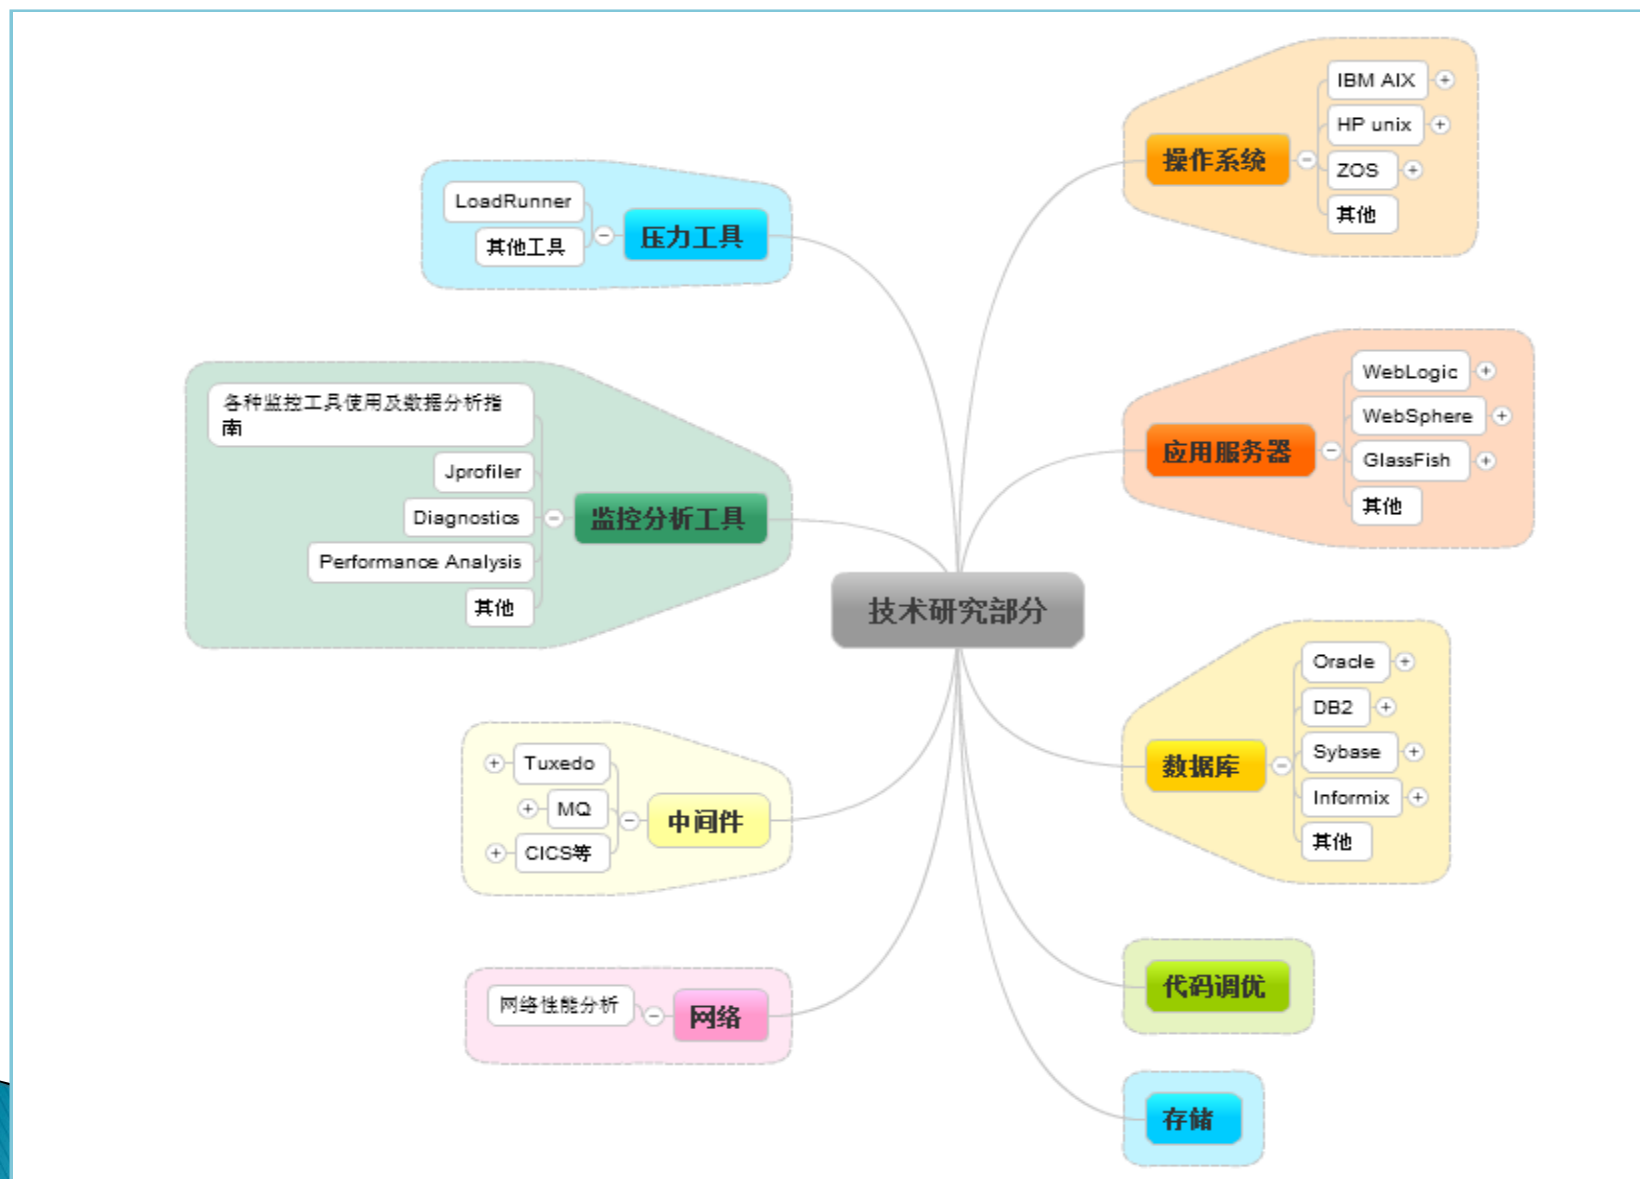 技术研究部分
操作系统
IBM AIX
HP unix
ZOS
其他
应用服务器
WebLogic
WebSphere
GlassFish
其他
数据库
Oracle
DB2
Sybase
Informix
其他
代码调优
存储
压力工具
LoadRunner
其他工具
监控分析工具
各种监控工具使用及数据分析指
南
Jprofiler
Diagnostics
Performance Analysis
其他
中间件
Tuxedo
MQ
CICS等
网络
网络性能分析